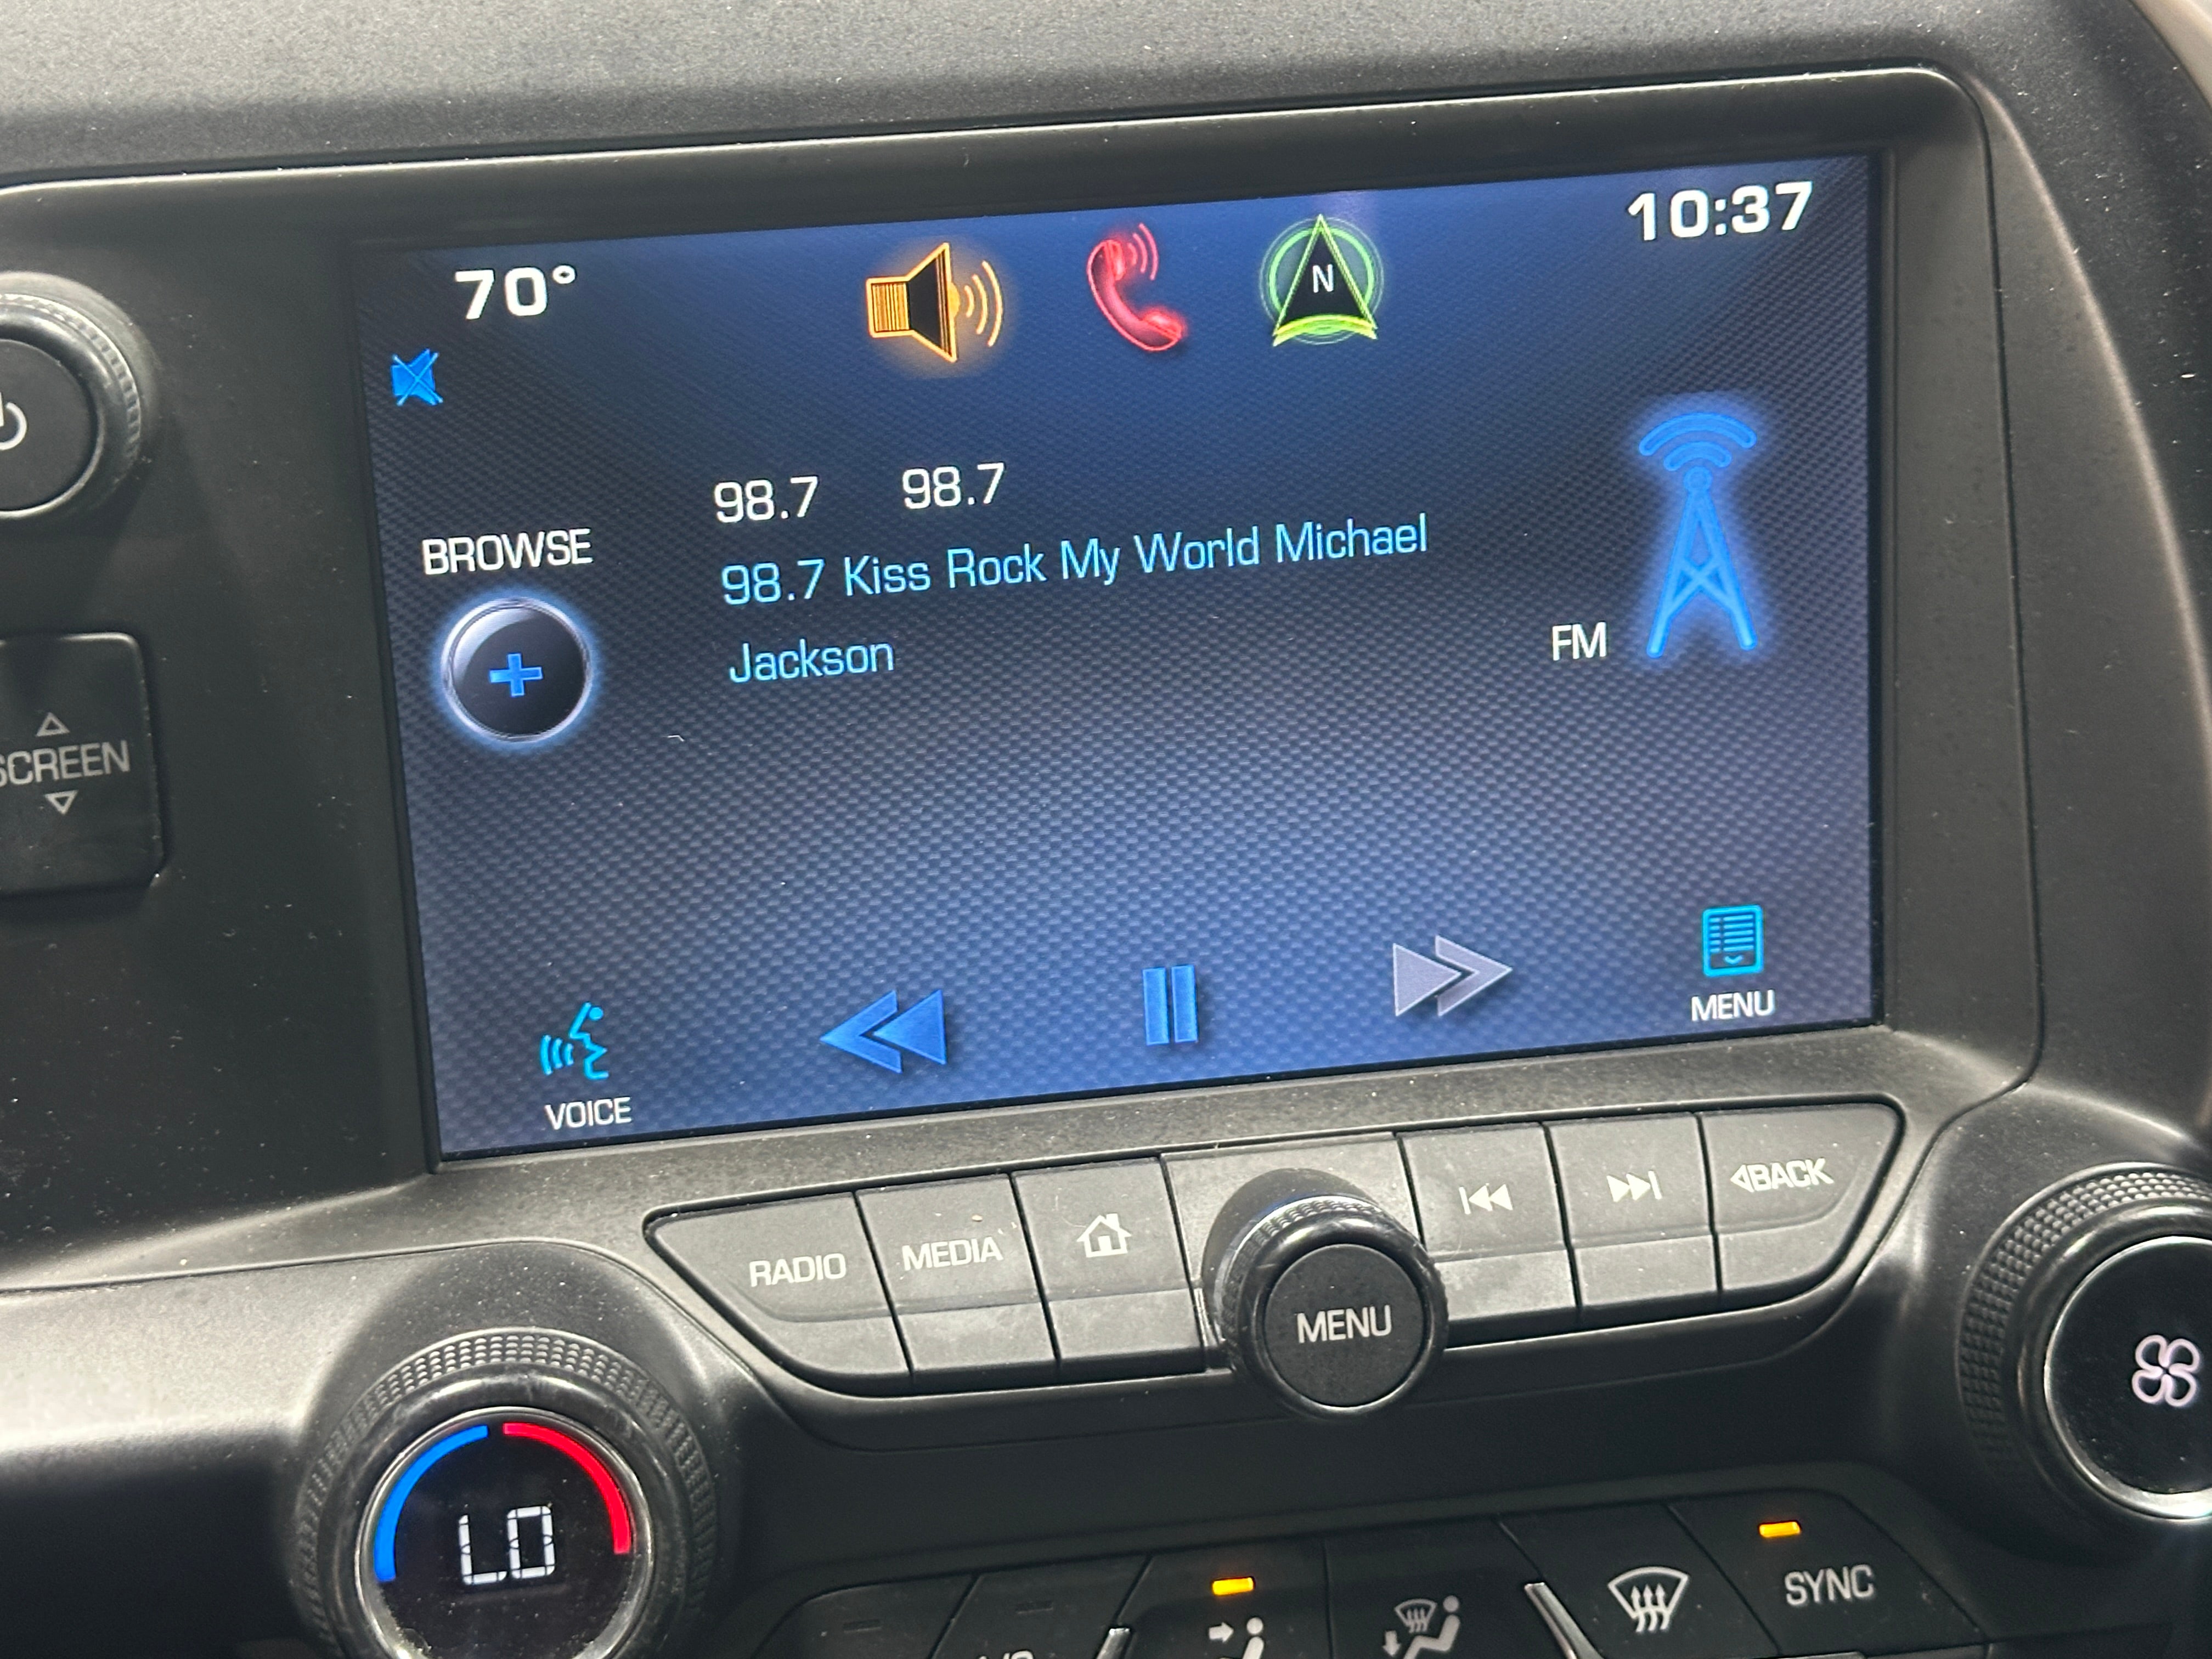 70°
10:37
N
98.7 98.7
98.7 Kiss Rock My World Michael
Jackson
BROWSE
FM
SCREEN
VOICE
MENU
RADIO
MEDIA
MENU
BACK
LO
SYNC